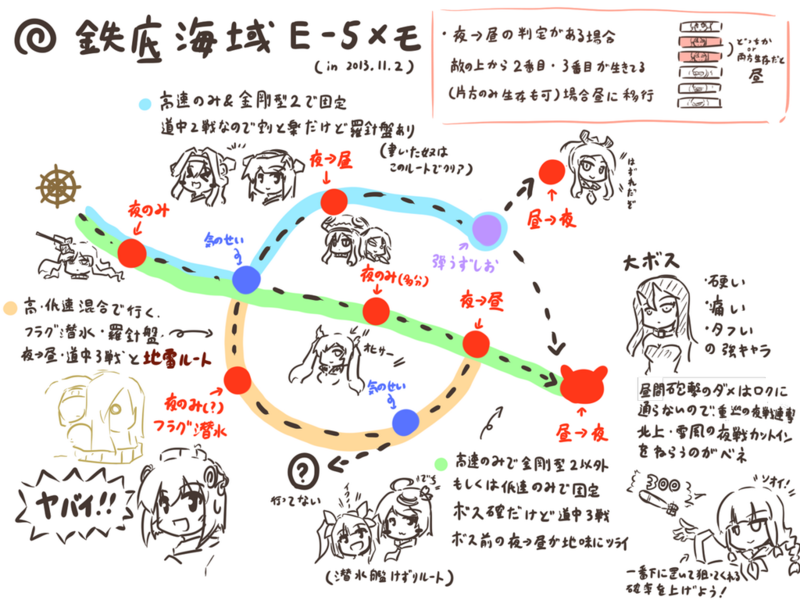 鉄底海域 E-5メモ
(in 2013.11.2)
・夜→昼の判定がある場合
敵の上から2番目・3番目が生きてる
(片方のみ生存も可)場合昼に移行
どっちか
or
両方生存だと
昼
高速のみ&金剛型2で固定
道中2戦なので割と楽だけど羅針盤あり
(書いた奴は
このルートでクリア)
夜のみ
夜→昼
気のせい
弾うずしお
昼→夜
はずれだぞ
夜のみ(多分)
夜→昼
オヒサー
大ボス
・硬い
・痛い
・タフい
の強キャラ
高・低速混合で行く.
フラグ潜水・羅針盤.
夜→昼・道中3戦と地雷ルート
夜のみ(?)
フラグ潜水
気のせい
昼→夜
昼間砲撃のダメはロクに
通らないので重巡の夜戦連撃
北上・雪風の夜戦カットイン
をねらうのがベネ
ヤバイ!!
?
行ってない
イクッ
でち
(潜水艦けずりルート)
高速のみで金剛型2以外
もしくは低速のみで固定
ボス確だけど道中3戦
ボス前の夜→昼が地味にツライ
300
ソオイ!
一番下に置いて狙ってくれる
確率を上げよう!